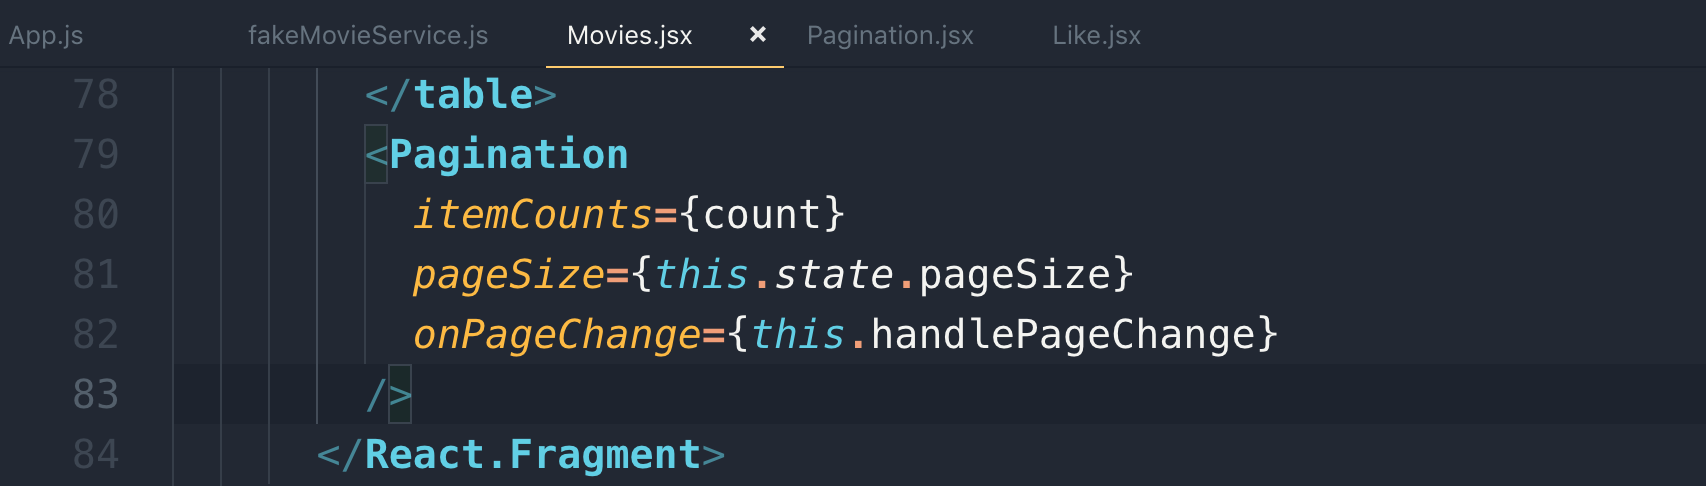 App.js fakeMovieService.js Movies.jsx × Pagination.jsx Like.jsx
78 </table>
79 <Pagination
80 itemCounts={count}
81 pageSize={this.state.pageSize}
82 onPageChange={this.handlePageChange}
83 />
84 </React.Fragment>